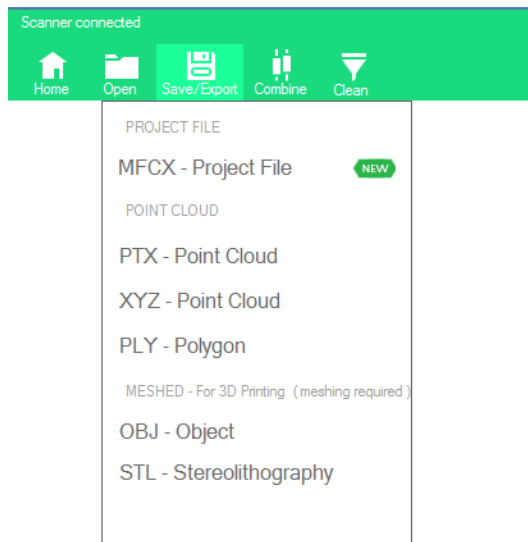 Scanner connected
Home Open Save/Export Combine Clean
PROJECT FILE
MFCX - Project File NEW
POINT CLOUD
PTX - Point Cloud
XYZ - Point Cloud
PLY - Polygon
MESHED - For 3D Printing ( meshing required )
OBJ - Object
STL - Stereolithography